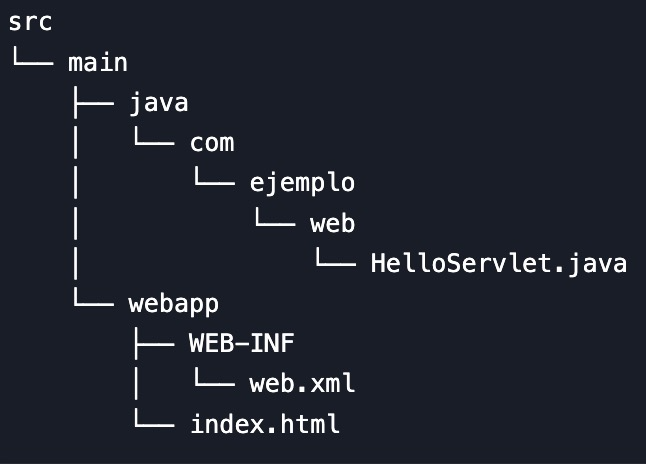 src
└── main
    ├── java
    │   └── com
    │       └── ejemplo
    │           └── web
    │               └── HelloServlet.java
    └── webapp
        ├── WEB-INF
        │   └── web.xml
        └── index.html